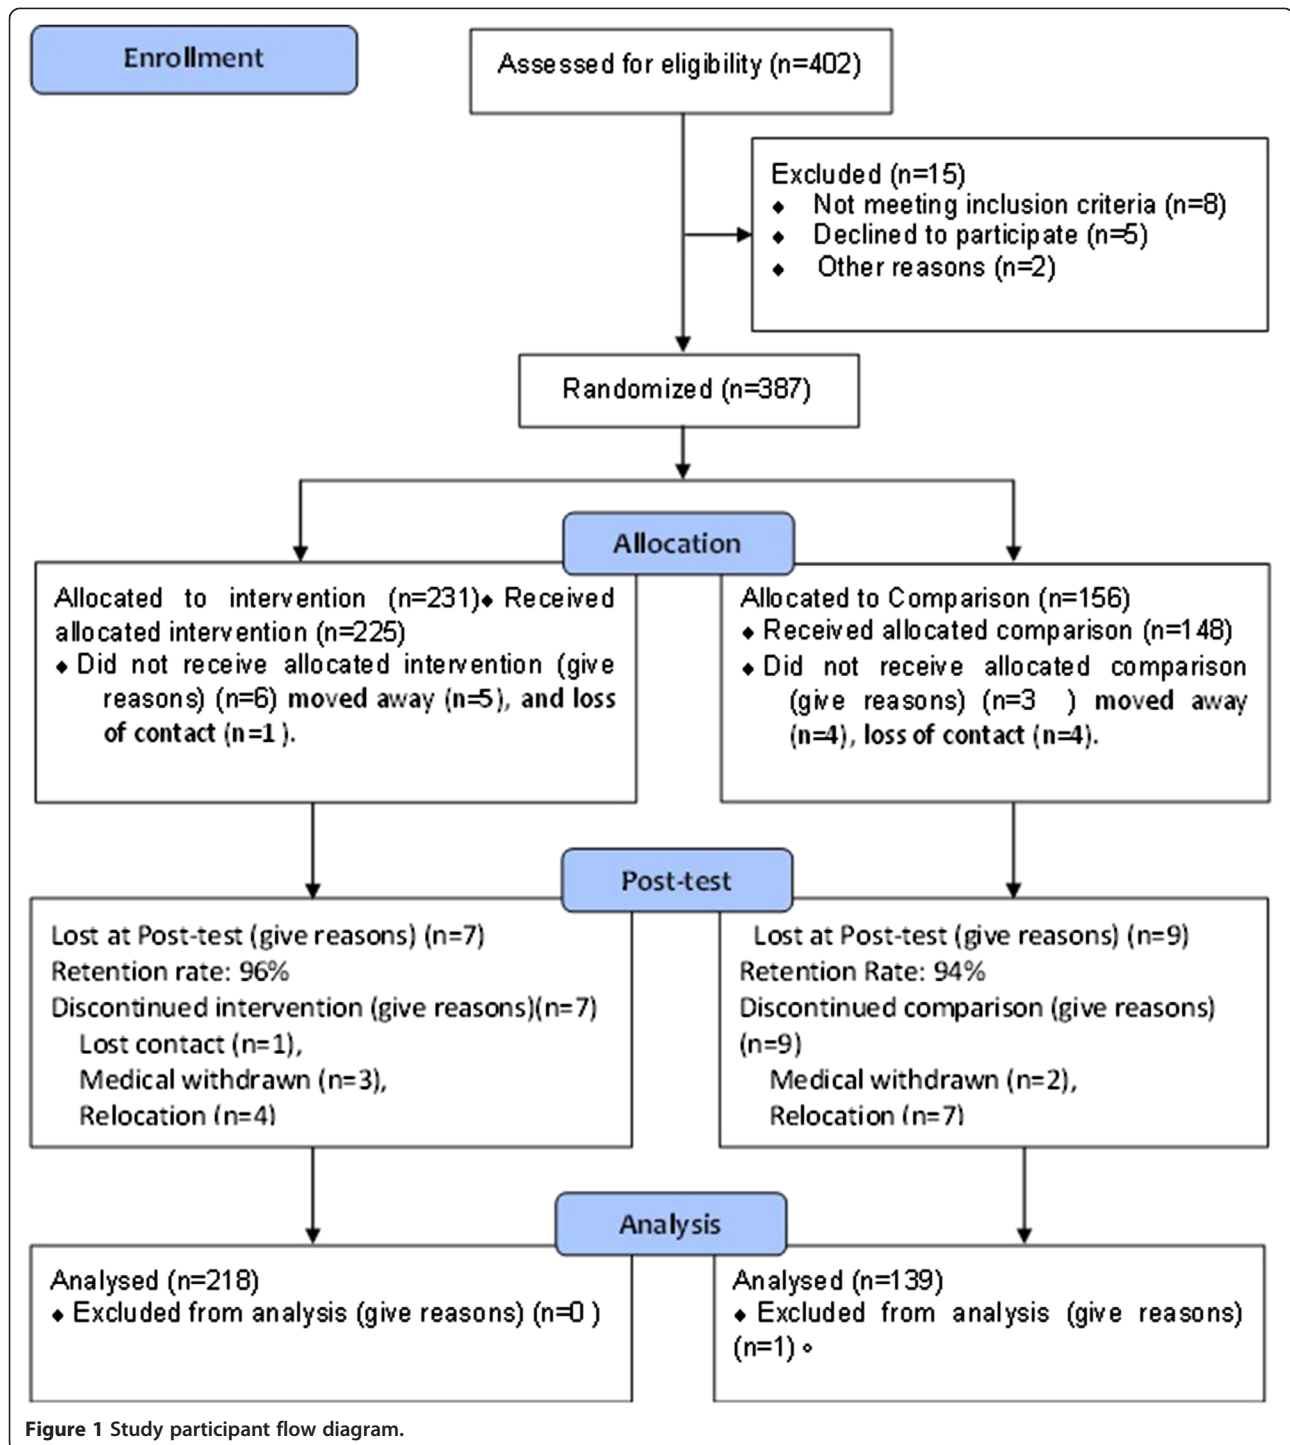 Enrollment
Assessed for eligibility (n=402)
Excluded (n=15)
◆ Not meeting inclusion criteria (n=8)
◆ Declined to participate (n=5)
◆ Other reasons (n=2)
Randomized (n=387)
Allocation
Allocated to intervention (n=231)◆ Received
allocated intervention (n=225)
◆ Did not receive allocated intervention (give
reasons) (n=6) moved away (n=5), and loss
of contact (n=1 ).
Allocated to Comparison (n=156)
◆ Received allocated comparison (n=148)
◆ Did not receive allocated comparison
(give reasons) (n=3 ) moved away
(n=4), loss of contact (n=4).
Post-test
Lost at Post-test (give reasons) (n=7)
Retention rate: 96%
Discontinued intervention (give reasons)(n=7)
Lost contact (n=1),
Medical withdrawn (n=3),
Relocation (n=4)
Lost at Post-test (give reasons) (n=9)
Retention Rate: 94%
Discontinued comparison (give reasons)
(n=9)
Medical withdrawn (n=2),
Relocation (n=7)
Analysis
Analysed (n=218)
◆ Excluded from analysis (give reasons) (n=0 )
Analysed (n=139)
◆ Excluded from analysis (give reasons)
(n=1) ⋄
Figure 1 Study participant flow diagram.